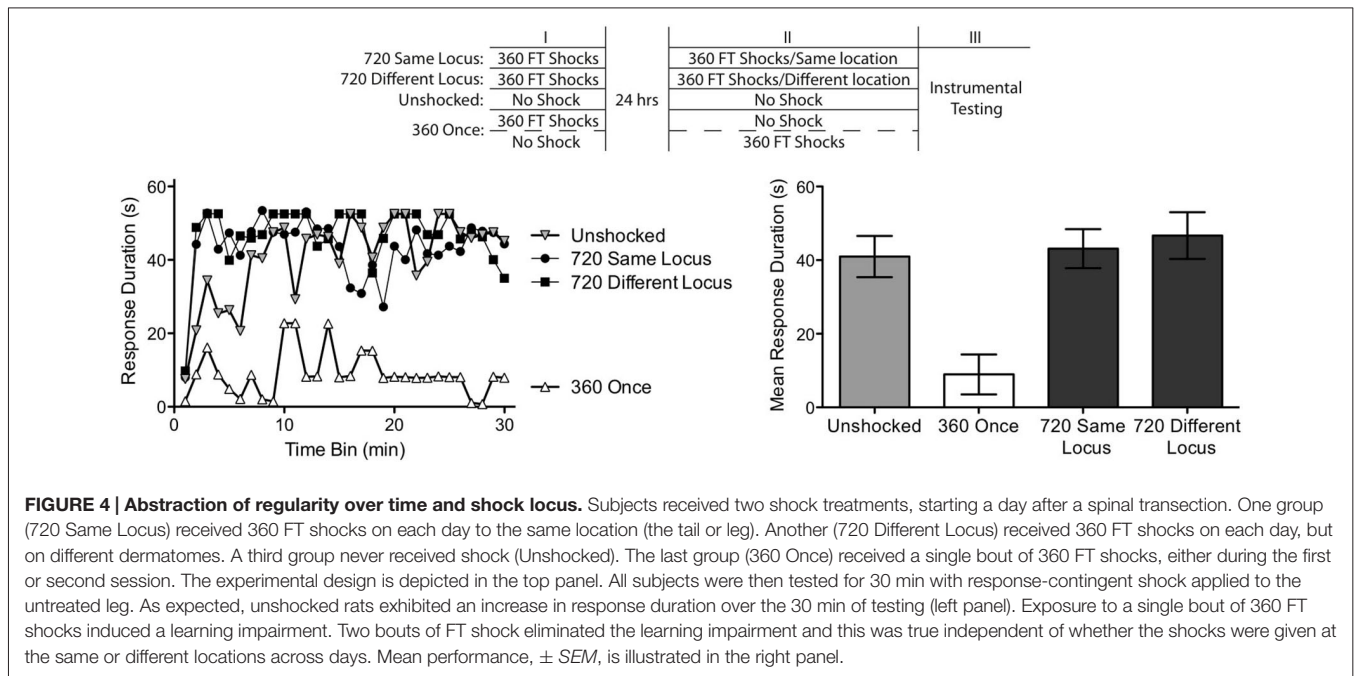 I II III
720 Same Locus: 360 FT Shocks 360 FT Shocks/Same location
720 Different Locus: 360 FT Shocks 24 hrs 360 FT Shocks/Different location Instrumental
Unshocked: No Shock No Shock Testing
360 Once: 360 FT Shocks No Shock
No Shock 360 FT Shocks
Response Duration (s)
60
40
20
0
0 10 20 30
Time Bin (min)
Unshocked
720 Same Locus
720 Different Locus
360 Once
Mean Response Duration (s)
60
40
20
0
Unshocked 360 Once 720 Same Locus 720 Different Locus
FIGURE 4 | Abstraction of regularity over time and shock locus. Subjects received two shock treatments, starting a day after a spinal transection. One group
(720 Same Locus) received 360 FT shocks on each day to the same location (the tail or leg). Another (720 Different Locus) received 360 FT shocks on each day, but
on different dermatomes. A third group never received shock (Unshocked). The last group (360 Once) received a single bout of 360 FT shocks, either during the first
or second session. The experimental design is depicted in the top panel. All subjects were then tested for 30 min with response-contingent shock applied to the
untreated leg. As expected, unshocked rats exhibited an increase in response duration over the 30 min of testing (left panel). Exposure to a single bout of 360 FT
shocks induced a learning impairment. Two bouts of FT shock eliminated the learning impairment and this was true independent of whether the shocks were given at
the same or different locations across days. Mean performance, ± SEM, is illustrated in the right panel.